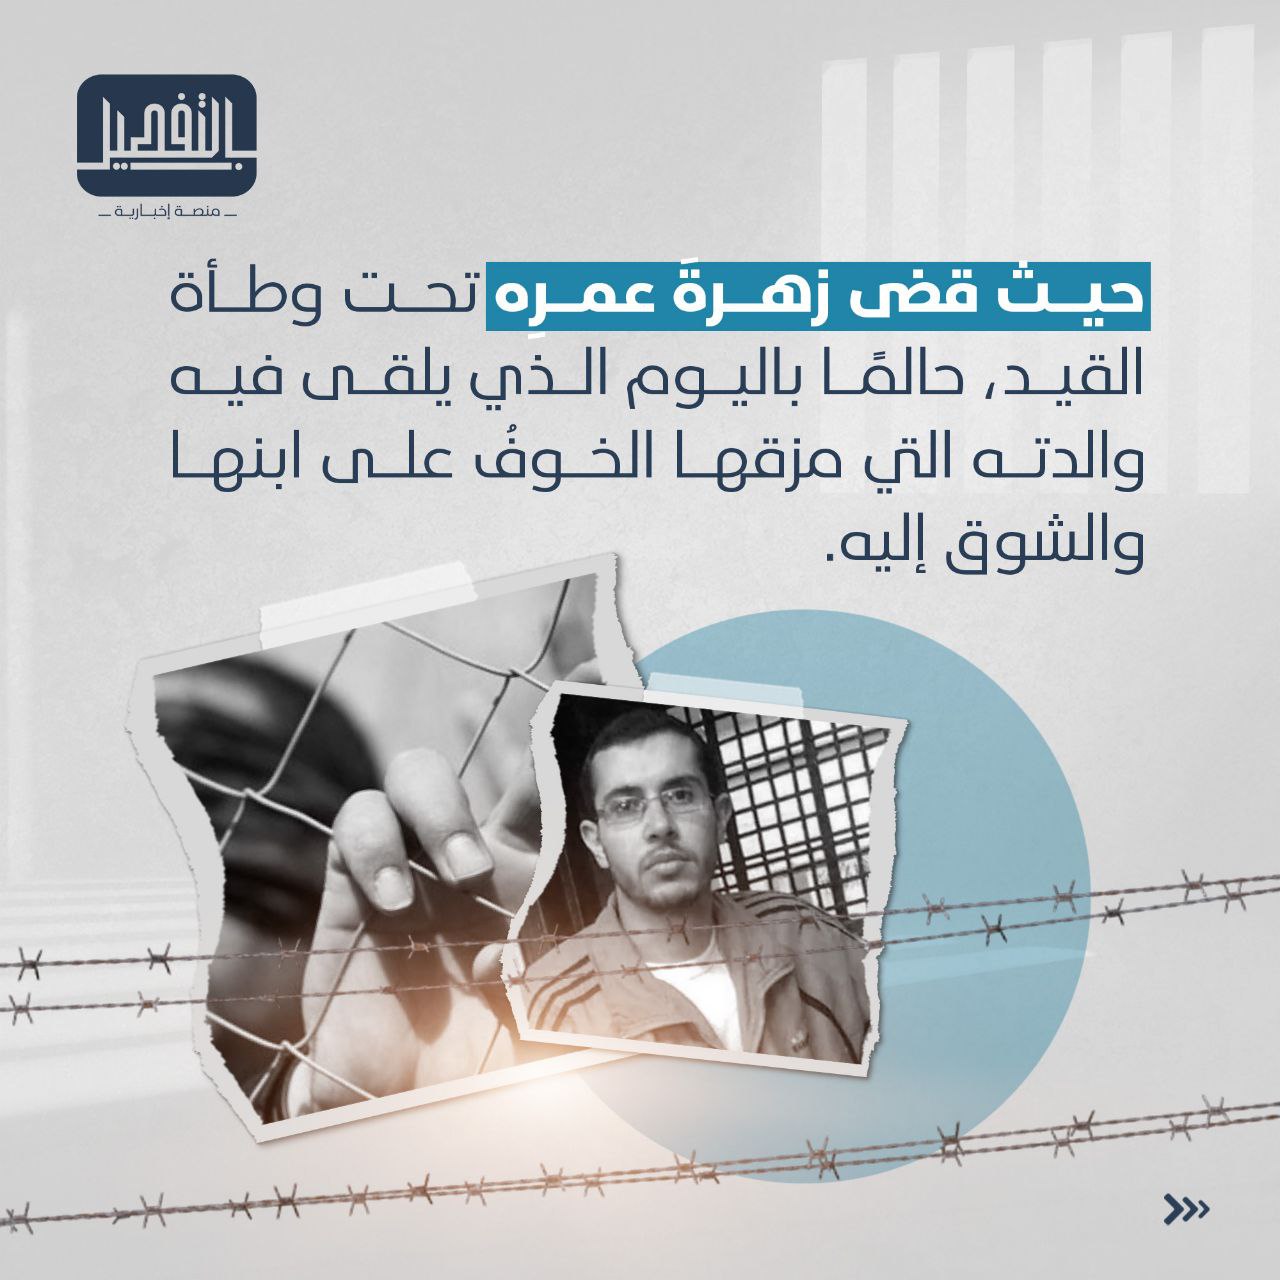 بالتفصيل
منصة إخبارية
حيث قضى زهرةَ عمرِه تحت وطأة
القيد، حالمًا باليوم الذي يلقى فيه
والدته التي مزقها الخوفُ على ابنها
والشوق إليه.